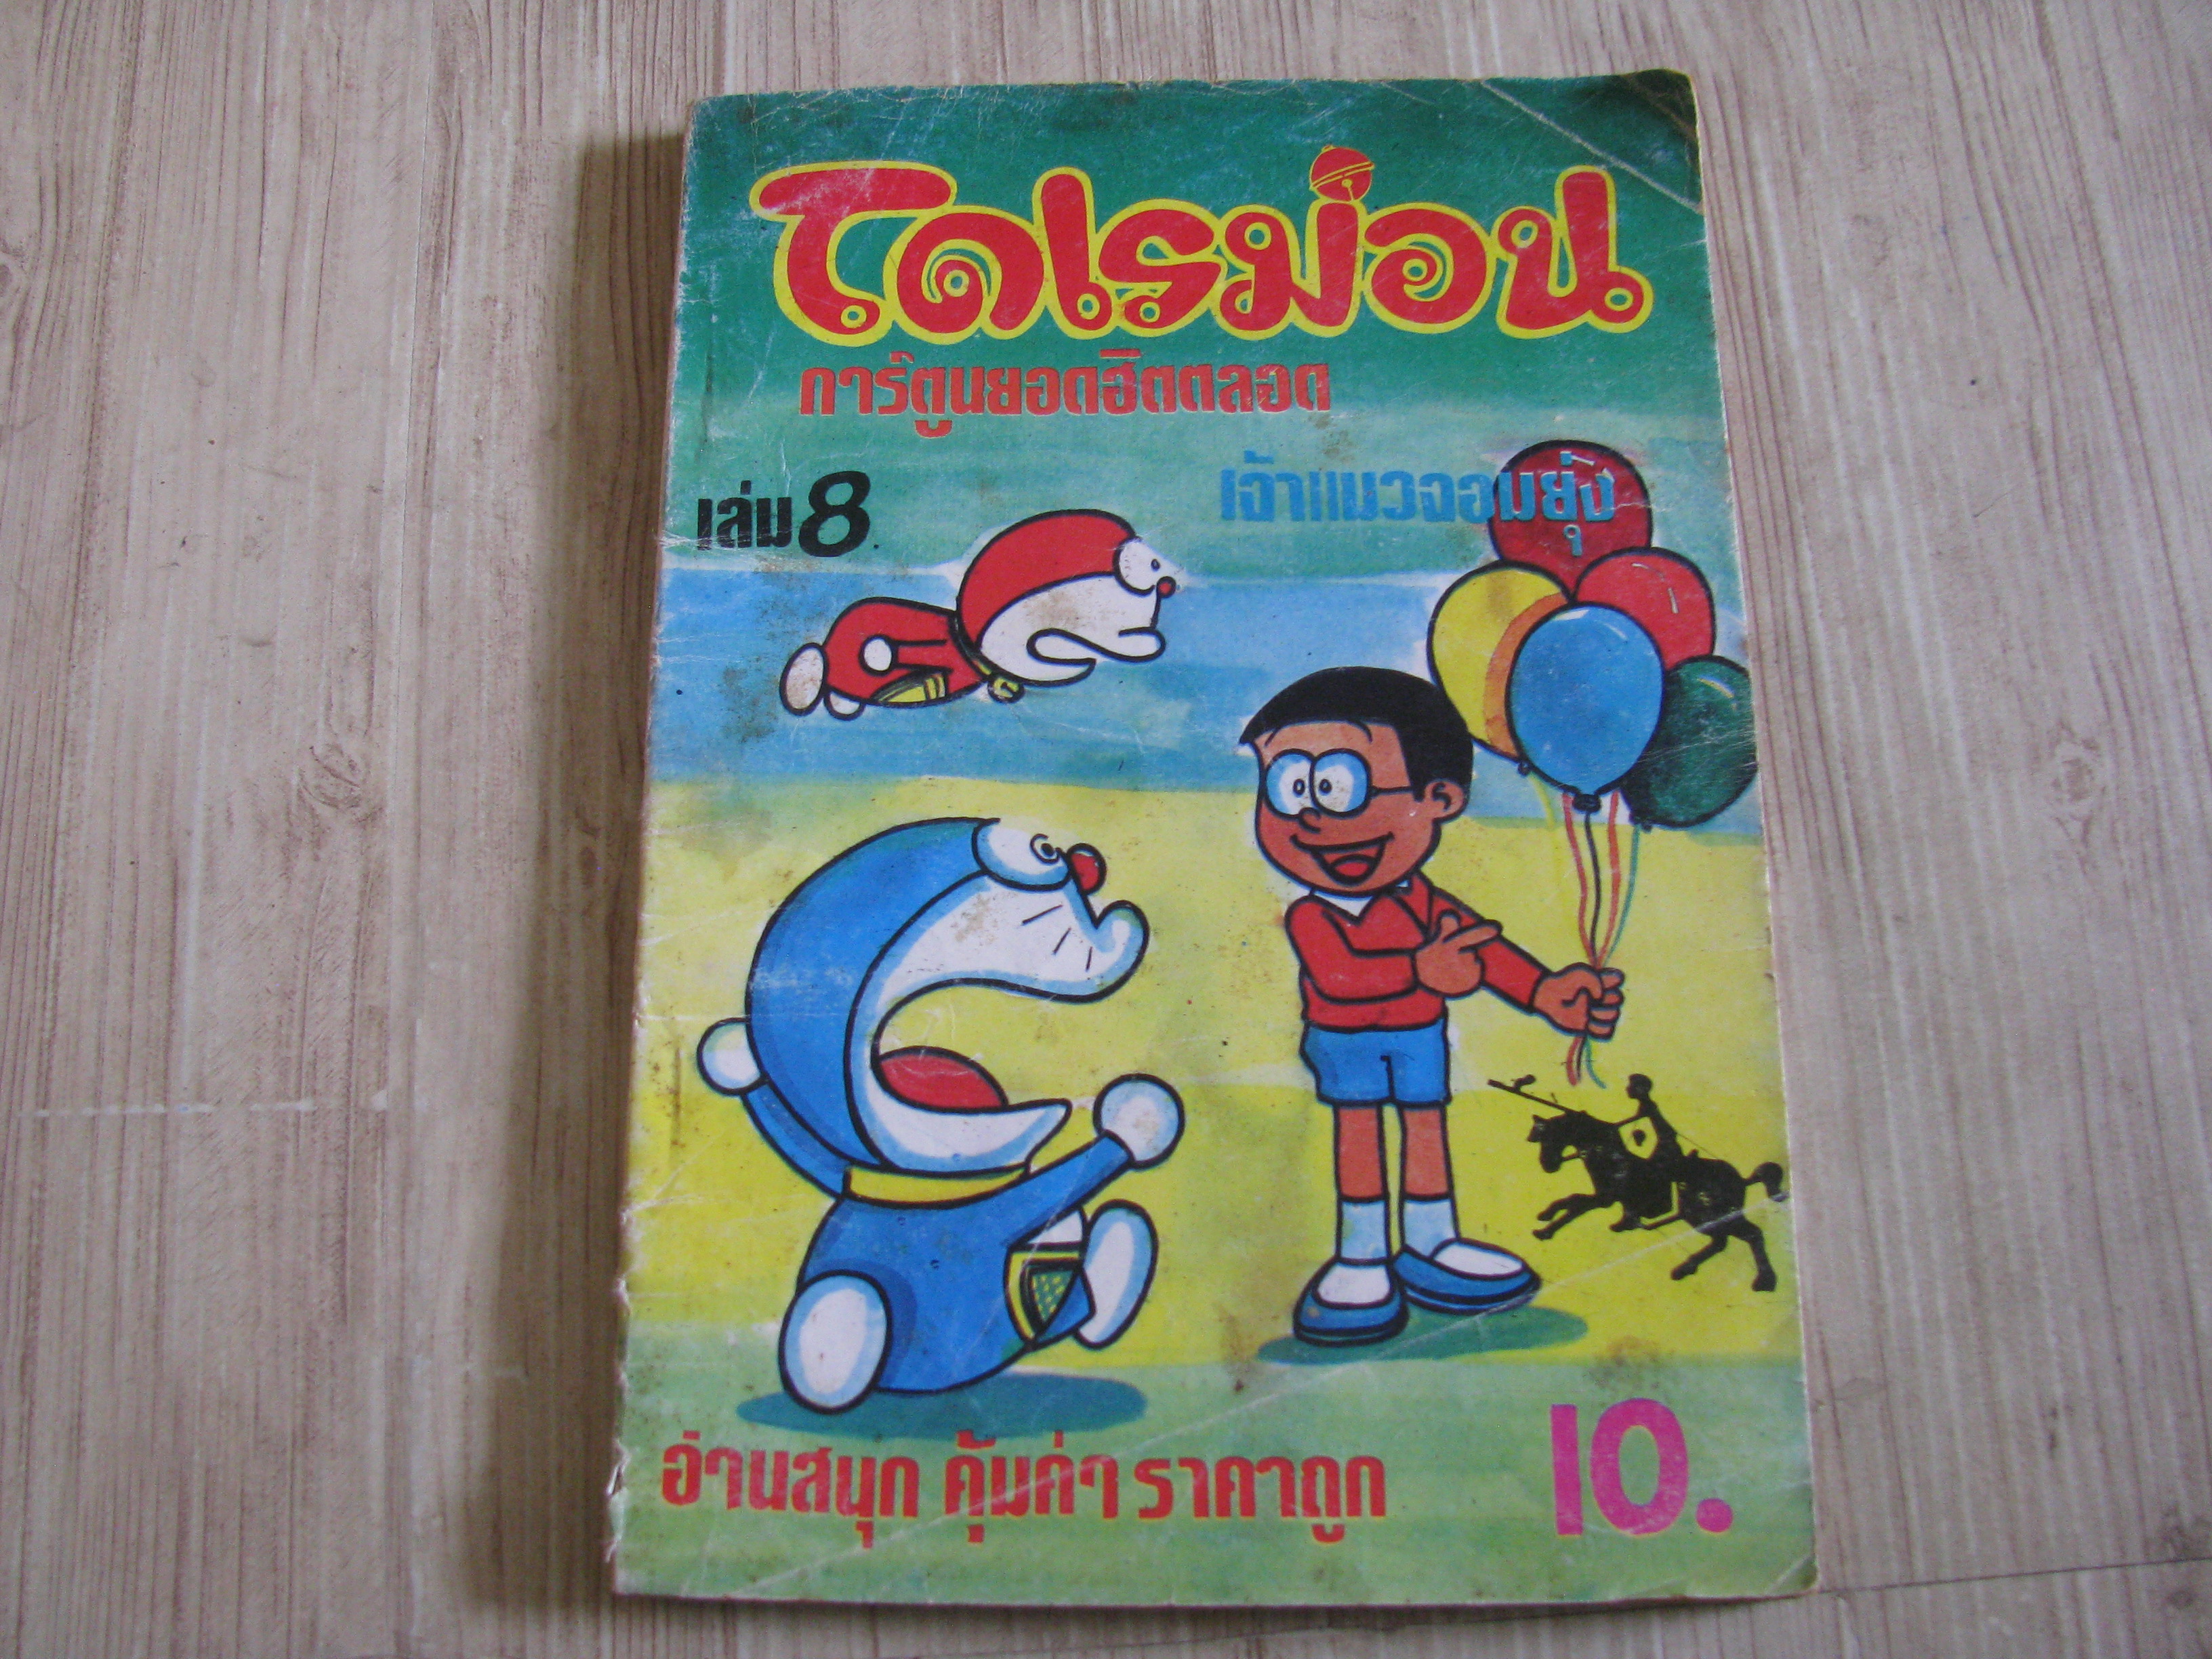 โดเรม่อน
การ์ตูนยอดฮิตตลอด
เล่ม 8
เจ้าแมวจอมยุ่ง
อ่านสนุก คุ้มค่า ราคาถูก
10.